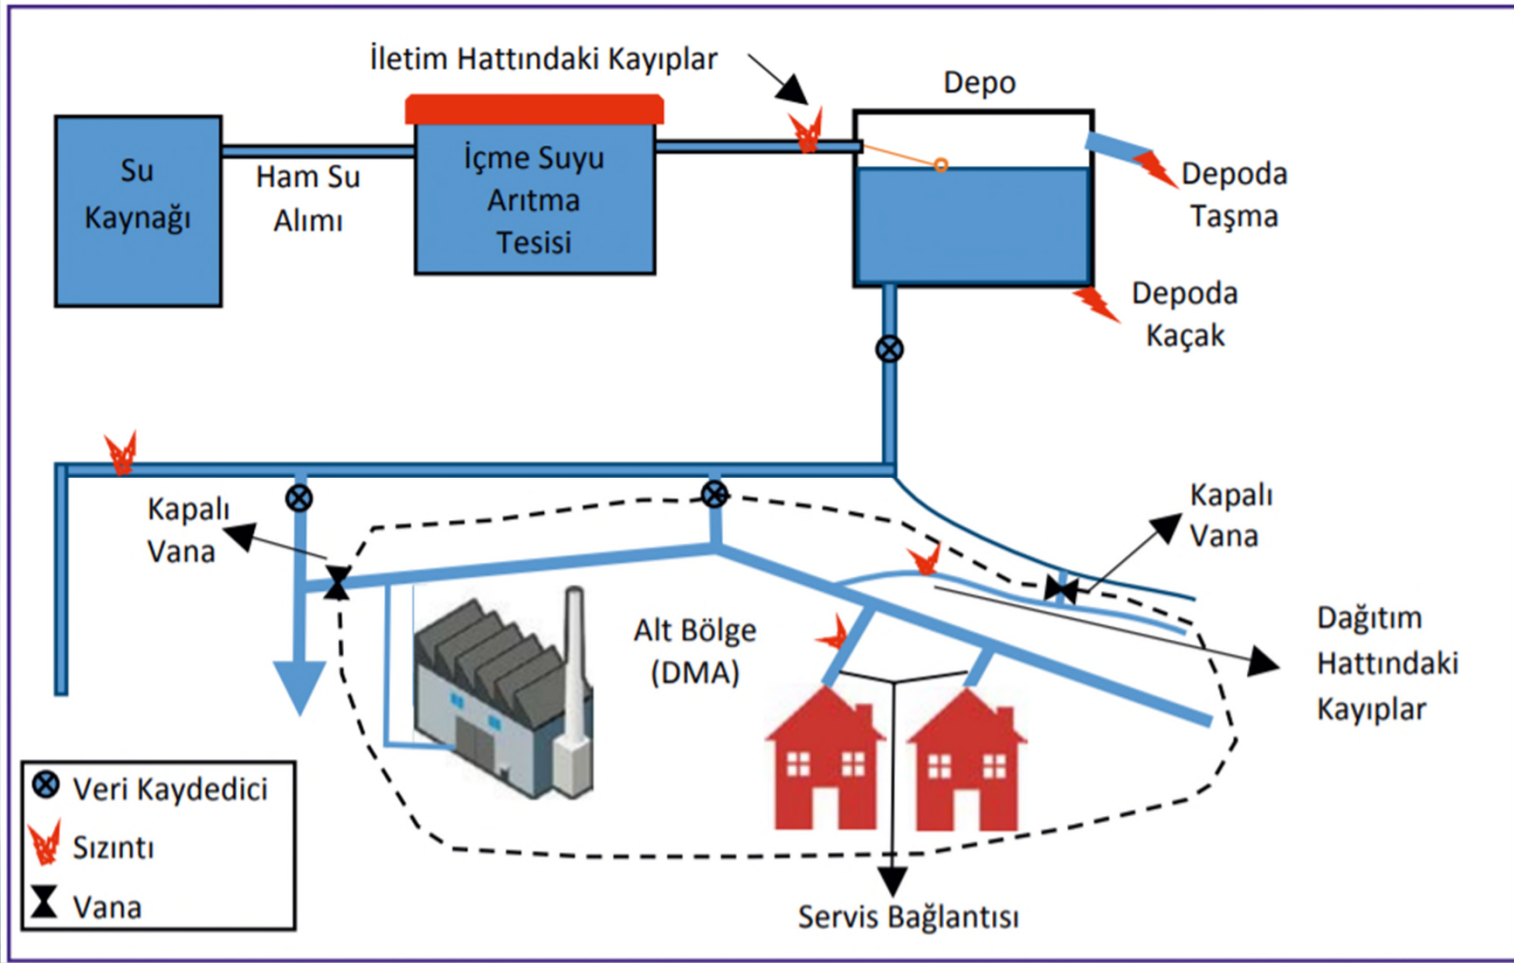 İletim Hattındaki Kayıplar
Depo
Su
Kaynağı
Ham Su
Alımı
İçme Suyu
Arıtma
Tesisi
Depoda
Taşma
Depoda
Kaçak
Kapalı
Vana
Kapalı
Vana
Alt Bölge
(DMA)
Dağıtım
Hattındaki
Kayıplar
Veri Kaydedici
Sızıntı
Vana
Servis Bağlantısı